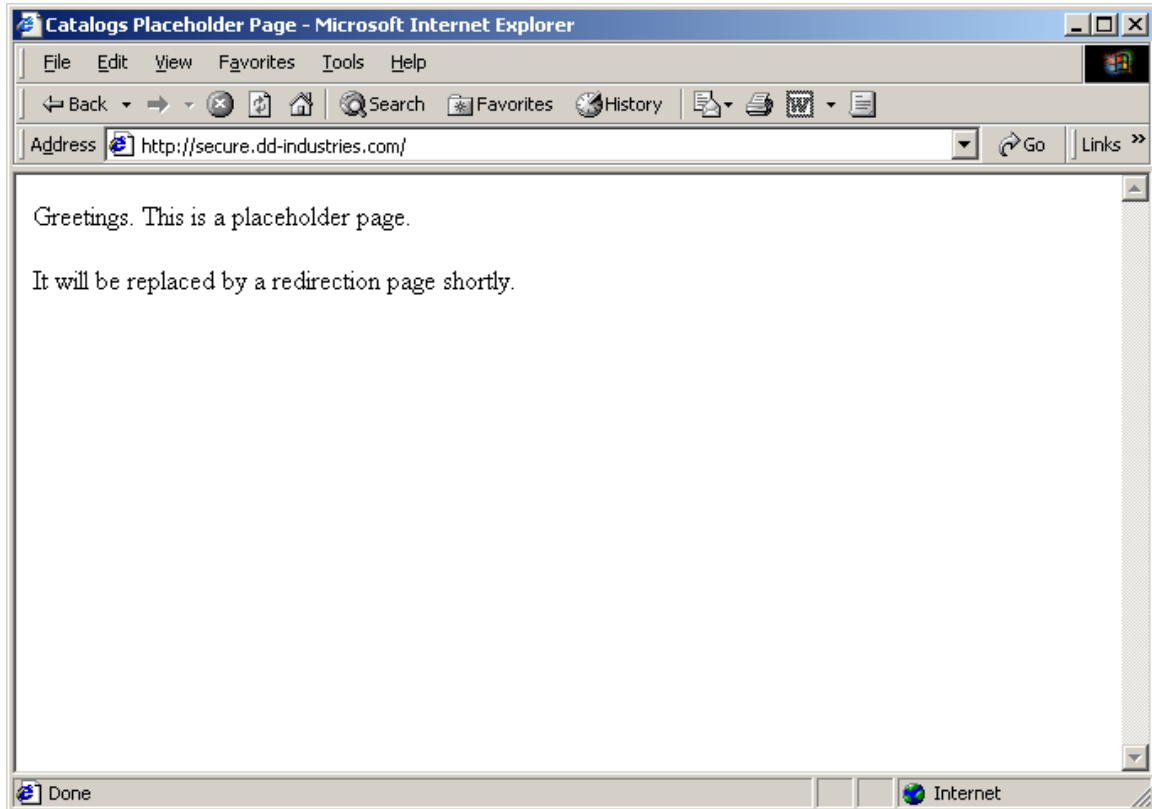 Catalogs Placeholder Page - Microsoft Internet Explorer
File Edit View Favorites Tools Help
Back Search Favorites History
Address http://secure.dd-industries.com/ Go Links »
Greetings. This is a placeholder page.
It will be replaced by a redirection page shortly.
Done Internet